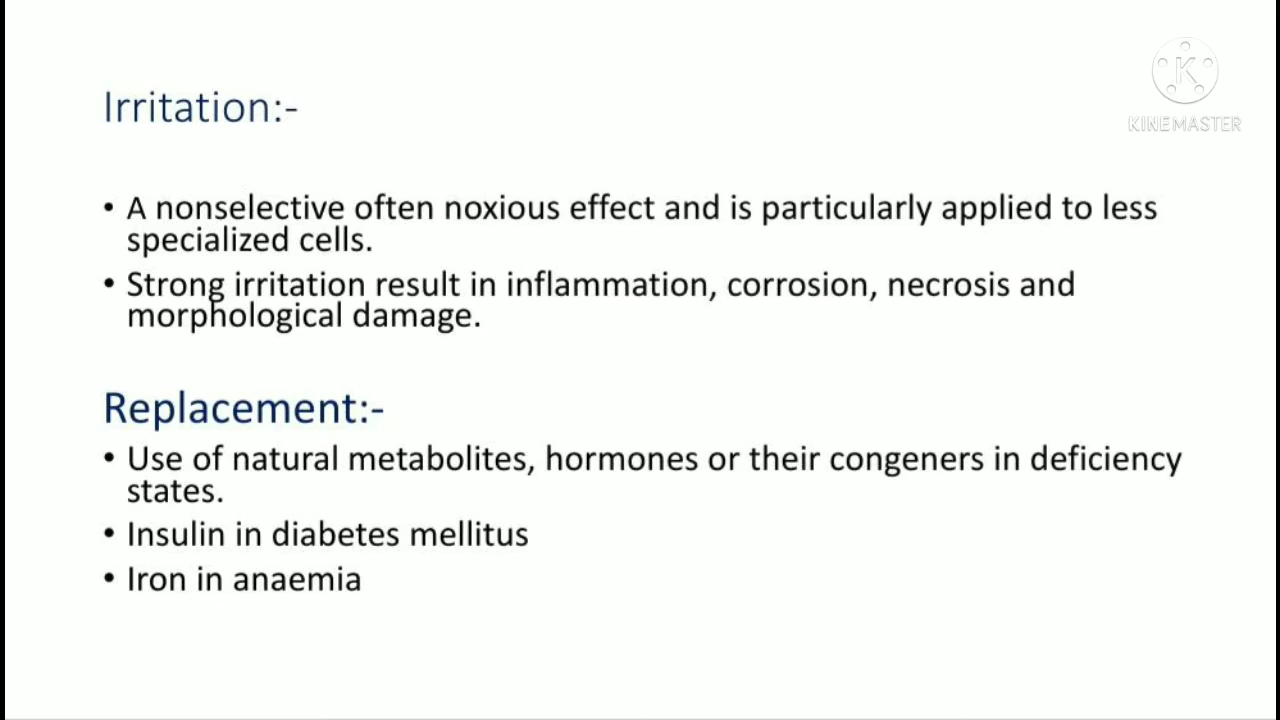 K
KINEMASTER
Irritation:-
• A nonselective often noxious effect and is particularly applied to less
specialized cells.
• Strong irritation result in inflammation, corrosion, necrosis and
morphological damage.
Replacement:-
• Use of natural metabolites, hormones or their congeners in deficiency
states.
• Insulin in diabetes mellitus
• Iron in anaemia